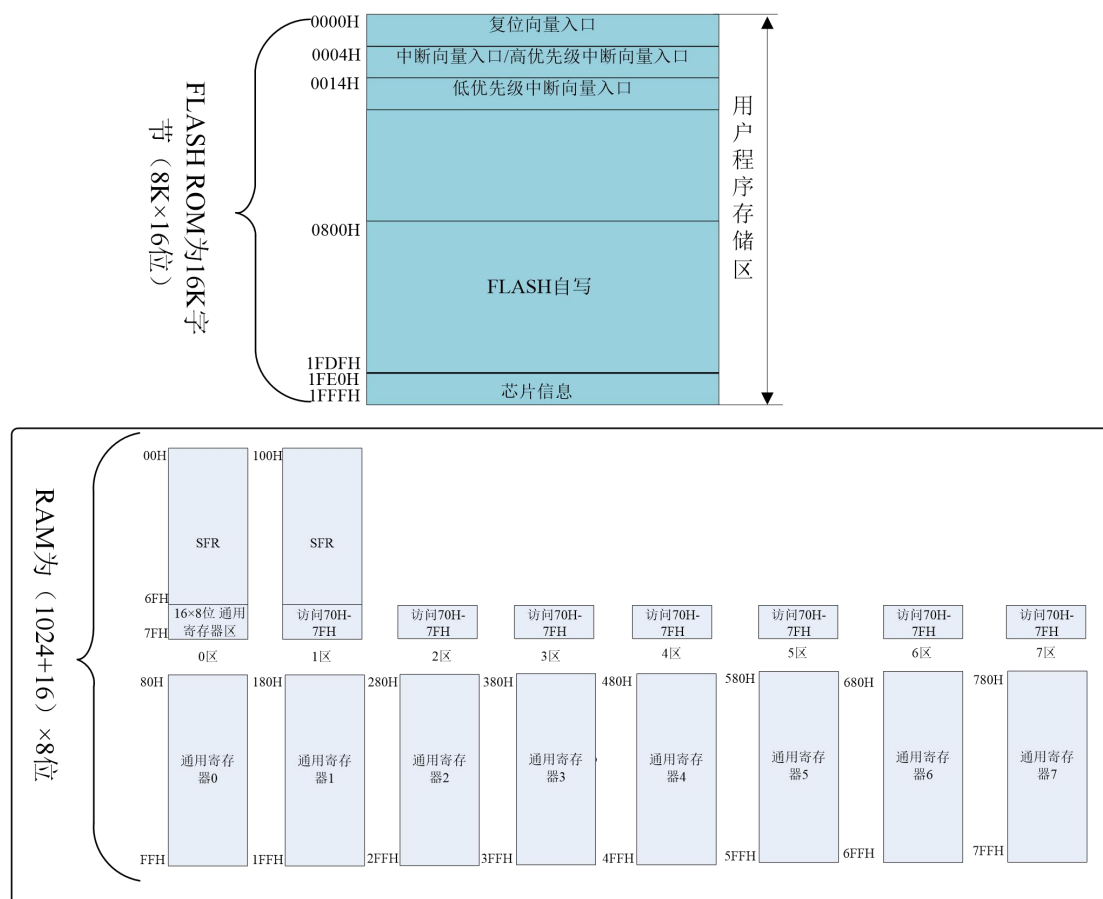 0000H
复位向量入口
0004H
中断向量入口/高优先级中断向量入口
0014H
低优先级中断向量入口
0800H
FLASH自写
1FDFH
1FE0H
1FFFH
芯片信息
FLASH ROM为16K字
节（8K×16位）
用户程序存储区
RAM为（1024+16）×8位
00H
SFR
6FH
16×8位 通用
寄存器区
7FH
0区
100H
SFR
访问70H-
7FH
1区
访问70H-
7FH
2区
访问70H-
7FH
3区
访问70H-
7FH
4区
访问70H-
7FH
5区
访问70H-
7FH
6区
访问70H-
7FH
7区
80H
通用寄存
器0
FFH
180H
通用寄存
器1
1FFH
280H
通用寄存
器2
2FFH
380H
通用寄存
器3
3FFH
480H
通用寄存
器4
4FFH
580H
通用寄存
器5
5FFH
680H
通用寄存
器6
6FFH
780H
通用寄存
器7
7FFH